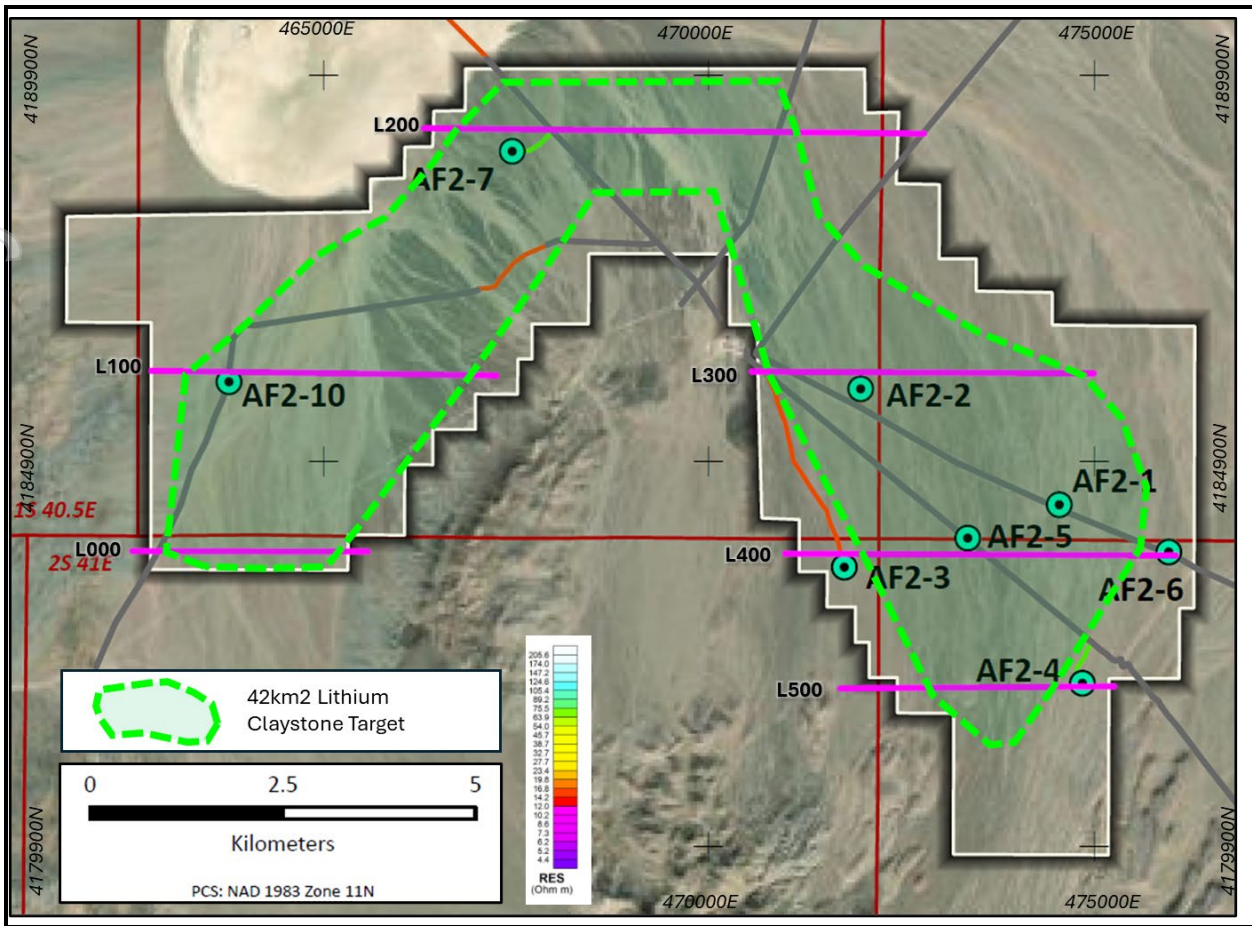 465000E
470000E
475000E
4189900N
4189900N
L200
AF2-7
L100
AF2-10
L300
AF2-2
4184900N
4184900N
AF2-1
1S 40.5E
AF2-5
L000
2S 41E
L400
AF2-3
AF2-6
AF2-4
L500
42km2 Lithium
Claystone Target
205.6
174.0
147.2
124.6
105.4
89.2
75.5
63.9
54.0
45.7
38.7
32.7
27.7
23.4
19.8
16.8
14.2
12.0
10.2
8.6
7.3
6.2
5.2
4.4
RES
(Ohm m)
0 2.5 5
Kilometers
PCS: NAD 1983 Zone 11N
4179900N
4179900N
470000E
475000E